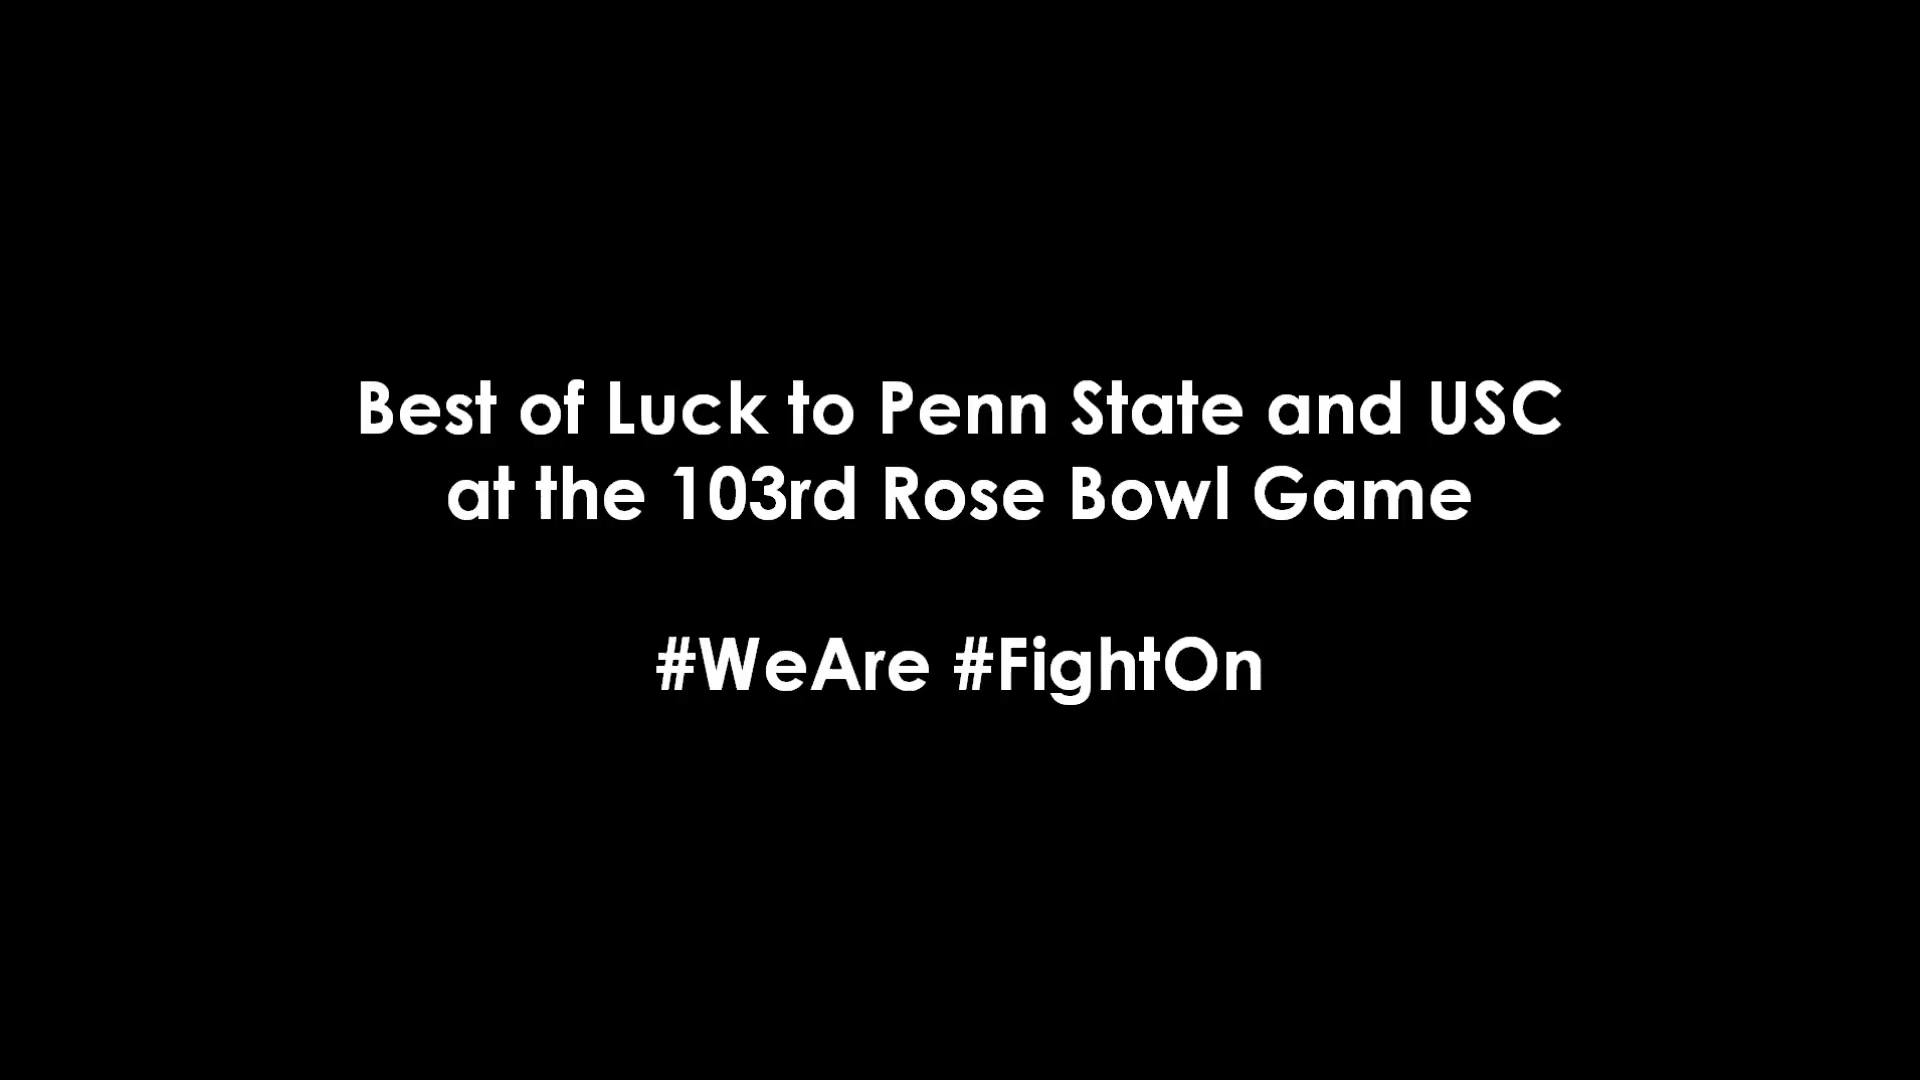 Best of Luck to Penn State and USC
at the 103rd Rose Bowl Game
#WeAre #FightOn